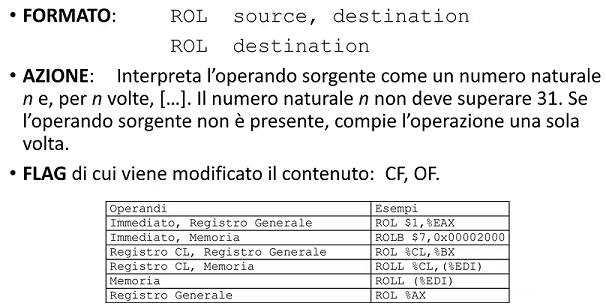 • FORMATO: ROL source, destination
ROL destination
• AZIONE: Interpreta l’operando sorgente come un numero naturale
n e, per n volte, […]. Il numero naturale n non deve superare 31. Se
l’operando sorgente non è presente, compie l’operazione una sola
volta.
• FLAG di cui viene modificato il contenuto: CF, OF.
Operandi Esempi
Immediato, Registro Generale ROL $1,%EAX
Immediato, Memoria ROLB $7,0x00002000
Registro CL, Registro Generale ROL %CL,%BX
Registro CL, Memoria ROLL %CL,(%EDI)
Memoria ROLL (%EDI)
Registro Generale ROL %AX